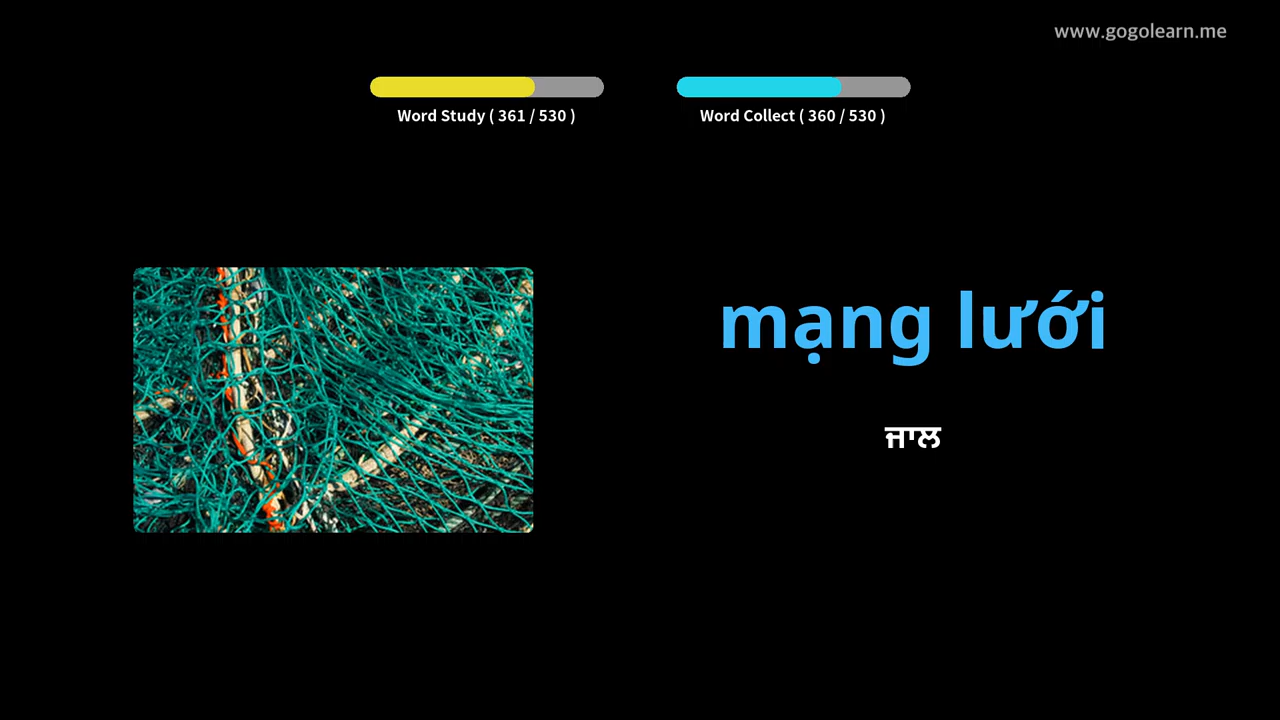 www.gogolearn.me
Word Study ( 361 / 530 )
Word Collect ( 360 / 530 )
mạng lưới
ਜਾਲ